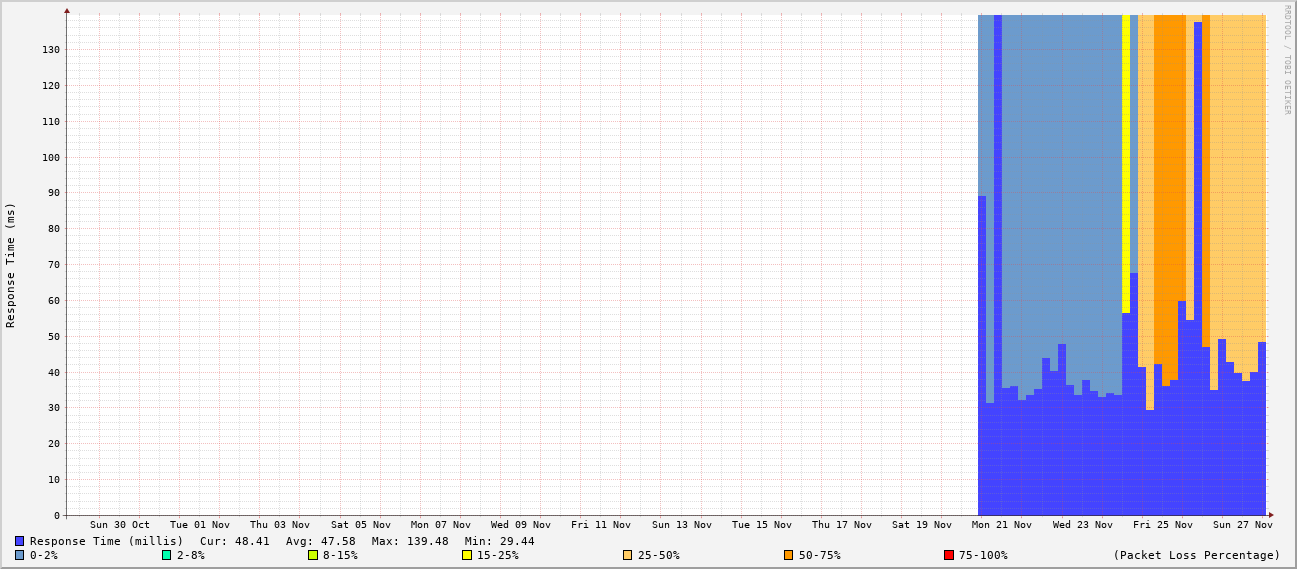 RRDTOOL / TOBI OETIKER
Response Time (ms)
130
120
110
100
90
80
70
60
50
40
30
20
10
0
Sun 30 Oct Tue 01 Nov Thu 03 Nov Sat 05 Nov Mon 07 Nov Wed 09 Nov Fri 11 Nov Sun 13 Nov Tue 15 Nov Thu 17 Nov Sat 19 Nov Mon 21 Nov Wed 23 Nov Fri 25 Nov Sun 27 Nov
Response Time (millis) Cur: 48.41 Avg: 47.58 Max: 139.48 Min: 29.44
0-2% 2-8% 8-15% 15-25% 25-50% 50-75% 75-100% (Packet Loss Percentage)